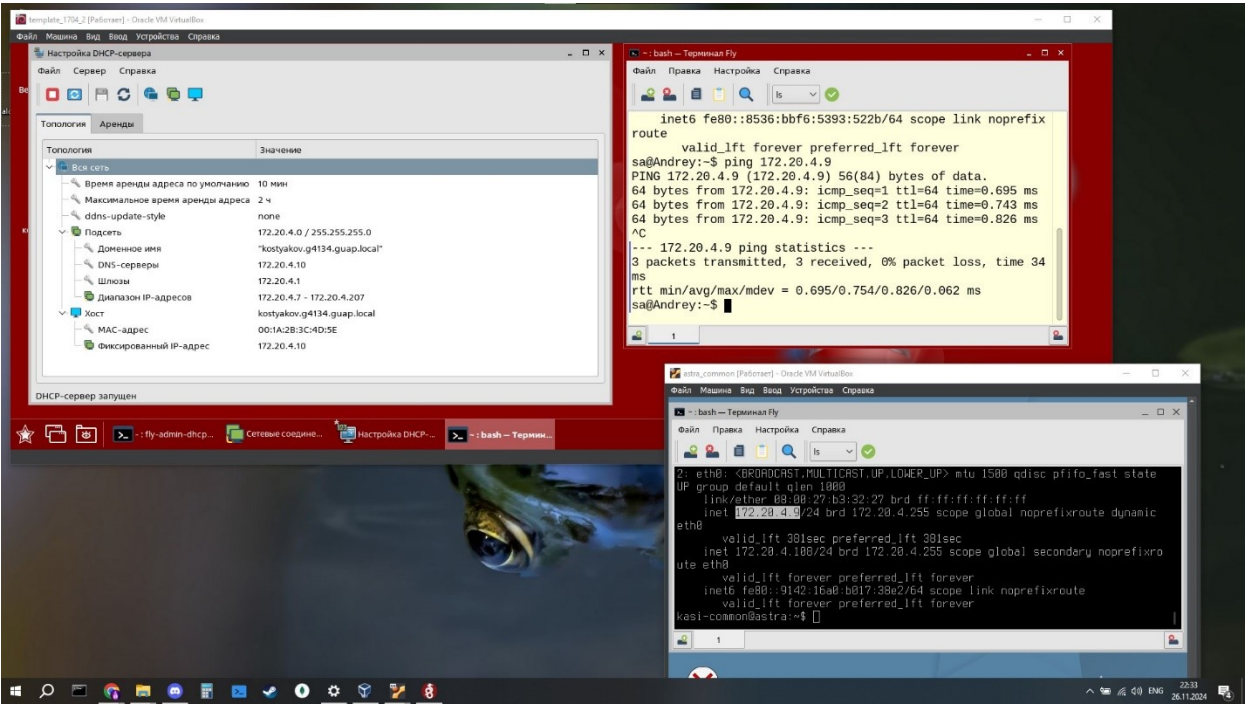 template_1704_2 [Работает] - Oracle VM VirtualBox
Файл Машина Вид Ввод Устройства Справка
Настройка DHCP-сервера
Файл Сервер Справка
Топология Аренды
Топология Значение
Вся сеть
Время аренды адреса по умолчанию 10 мин
Максимальное время аренды адреса 2 ч
ddns-update-style none
Подсеть 172.20.4.0 / 255.255.255.0
Доменное имя "kostyakov.g4134.guap.local"
DNS-серверы 172.20.4.10
Шлюзы 172.20.4.1
Диапазон IP-адресов 172.20.4.7 - 172.20.4.207
Хост kostyakov.g4134.guap.local
MAC-адрес 00:1A:2B:3C:4D:5E
Фиксированный IP-адрес 172.20.4.10
DHCP-сервер запущен
~ : bash — Терминал Fly
Файл Правка Настройка Справка
ls
inet6 fe80::8536:bbf6:5393:522b/64 scope link noprefix
route
valid_lft forever preferred_lft forever
sa@Andrey:~$ ping 172.20.4.9
PING 172.20.4.9 (172.20.4.9) 56(84) bytes of data.
64 bytes from 172.20.4.9: icmp_seq=1 ttl=64 time=0.695 ms
64 bytes from 172.20.4.9: icmp_seq=2 ttl=64 time=0.743 ms
64 bytes from 172.20.4.9: icmp_seq=3 ttl=64 time=0.826 ms
^C
--- 172.20.4.9 ping statistics ---
3 packets transmitted, 3 received, 0% packet loss, time 34
ms
rtt min/avg/max/mdev = 0.695/0.754/0.826/0.062 ms
sa@Andrey:~$
1
~ : fly-admin-dhcp... Сетевые соедине... Настройка DHCP-... ~ : bash — Термин...
astra_common [Работает] - Oracle VM VirtualBox
Файл Машина Вид Ввод Устройства Справка
~ : bash — Терминал Fly
Файл Правка Настройка Справка
ls
2: eth0: <BROADCAST,MULTICAST,UP,LOWER_UP> mtu 1500 qdisc pfifo_fast state
UP group default qlen 1000
link/ether 08:00:27:b3:32:27 brd ff:ff:ff:ff:ff:ff
inet 172.20.4.9/24 brd 172.20.4.255 scope global noprefixroute dynamic
eth0
valid_lft 381sec preferred_lft 381sec
inet 172.20.4.108/24 brd 172.20.4.255 scope global secondary noprefixro
ute eth0
valid_lft forever preferred_lft forever
inet6 fe80::9142:16a0:b017:38e2/64 scope link noprefixroute
valid_lft forever preferred_lft forever
kasi-common@astra:~$
1
ENG 22:33
26.11.2024